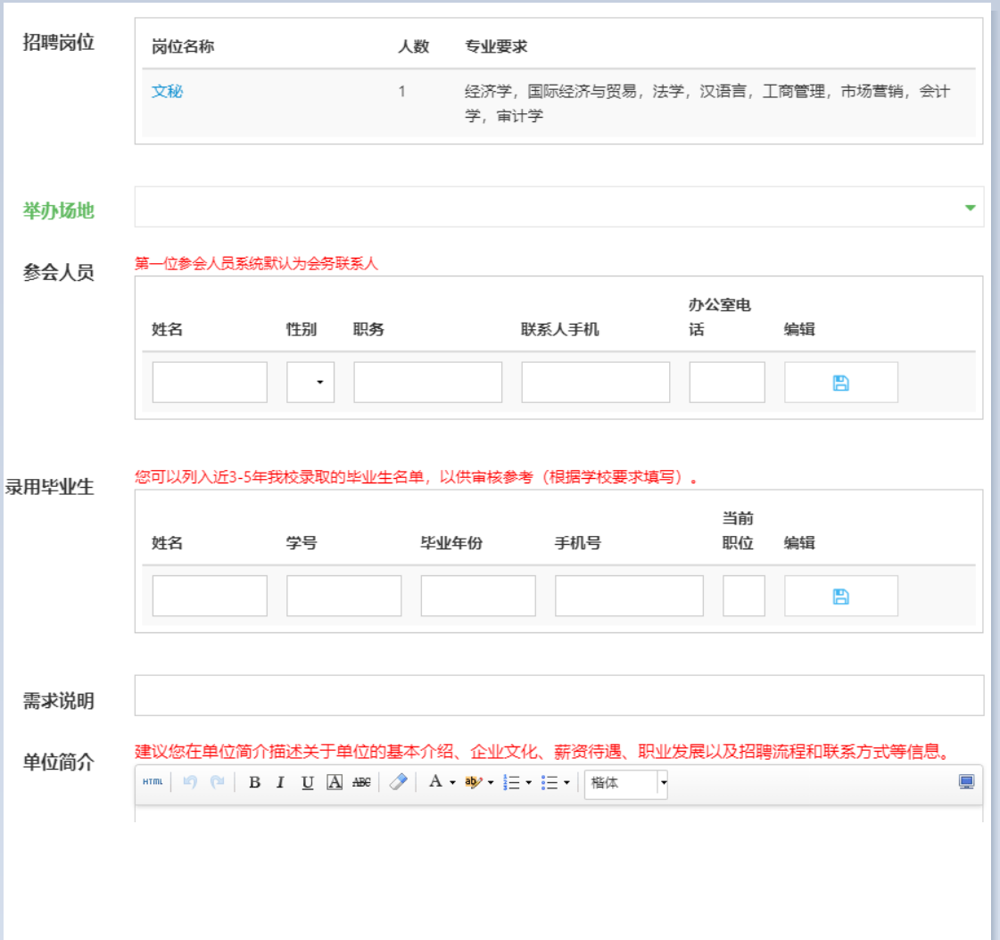 招聘岗位
岗位名称 人数 专业要求
文秘 1 经济学，国际经济与贸易，法学，汉语言，工商管理，市场营销，会计
学，审计学
举办场地
参会人员
第一位参会人员系统默认为会务联系人
办公室电
姓名 性别 职务 联系人手机 话 编辑
录用毕业生
您可以列入近3-5年我校录取的毕业生名单，以供审核参考（根据学校要求填写）。
当前
姓名 学号 毕业年份 手机号 职位 编辑
需求说明
单位简介
建议您在单位简介描述关于单位的基本介绍、企业文化、薪资待遇、职业发展以及招聘流程和联系方式等信息。
HTML B I U A ABC A ab 楷体